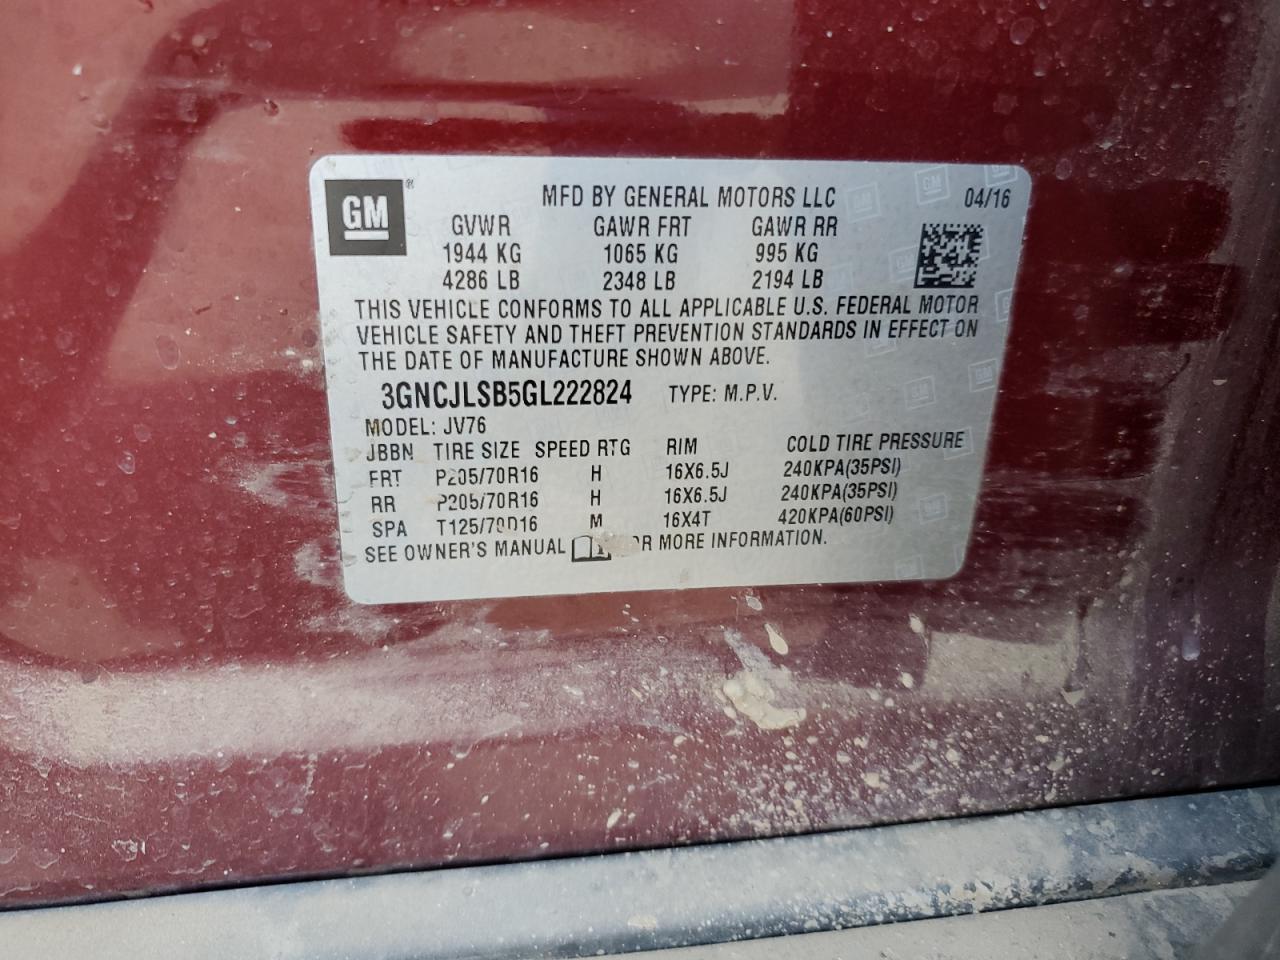 GM ®
MFD BY GENERAL MOTORS LLC 04/16
GVWR GAWR FRT GAWR RR
1944 KG 1065 KG 995 KG
4286 LB 2348 LB 2194 LB
THIS VEHICLE CONFORMS TO ALL APPLICABLE U.S. FEDERAL MOTOR
VEHICLE SAFETY AND THEFT PREVENTION STANDARDS IN EFFECT ON
THE DATE OF MANUFACTURE SHOWN ABOVE.
3GNCJLSB5GL222824 TYPE: M.P.V.
MODEL: JV76
JBBN TIRE SIZE SPEED RTG RIM COLD TIRE PRESSURE
FRT P205/70R16 H 16X6.5J 240KPA(35PSI)
RR P205/70R16 H 16X6.5J 240KPA(35PSI)
SPA T125/70D16 M 16X4T 420KPA(60PSI)
SEE OWNER'S MANUAL MORE INFORMATION.